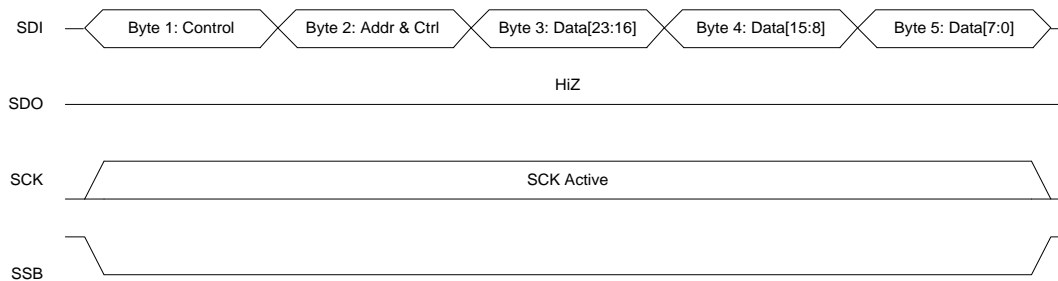 SDI Byte 1: Control Byte 2: Addr & Ctrl Byte 3: Data[23:16] Byte 4: Data[15:8] Byte 5: Data[7:0]
HiZ
SDO
SCK SCK Active
SSB